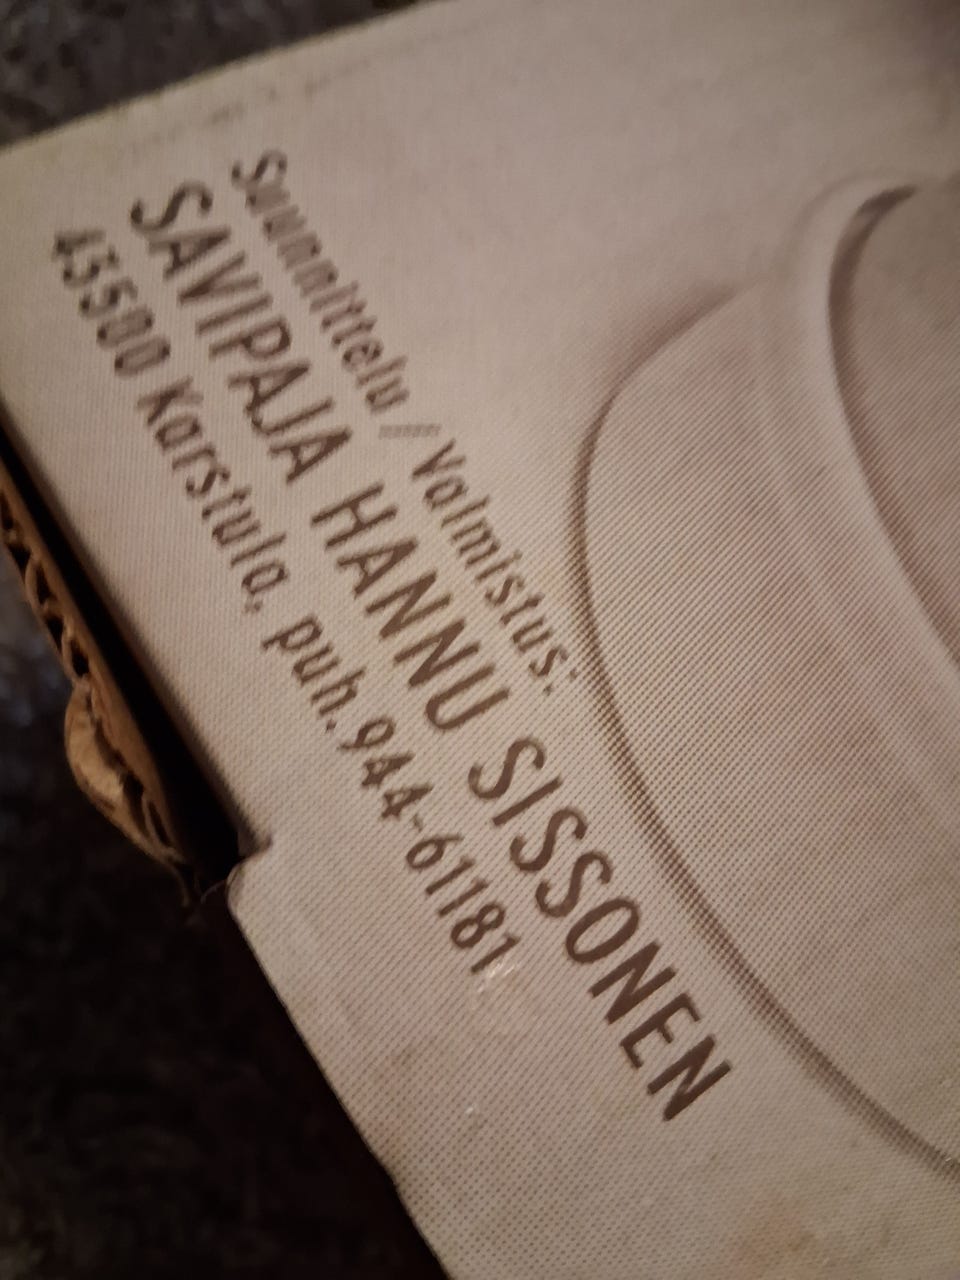 Suunnittelu / Valmistus:
SAVIPAJA HANNU SISSONEN
43500 Karstula, puh. 944-61181